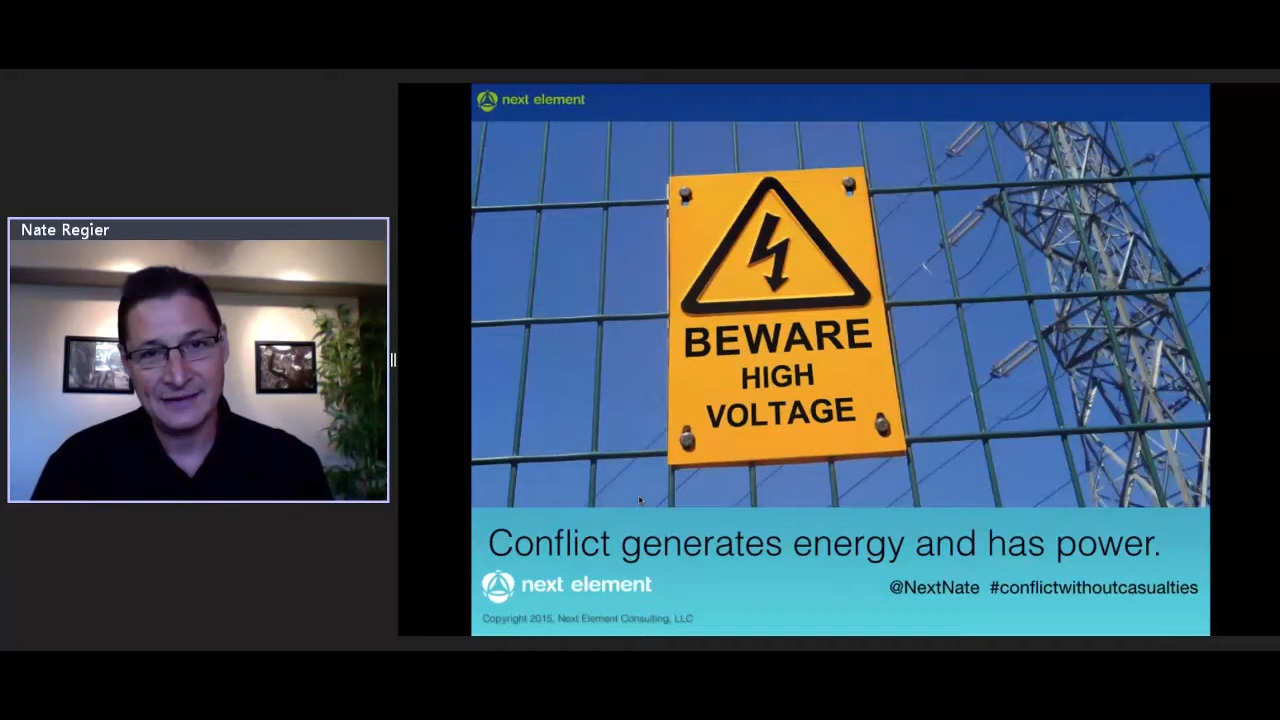 Nate Regier
next element
BEWARE
HIGH
VOLTAGE
Conflict generates energy and has power.
next element
@NextNate #conflictwithoutcasualties
Copyright 2015, Next Element Consulting, LLC